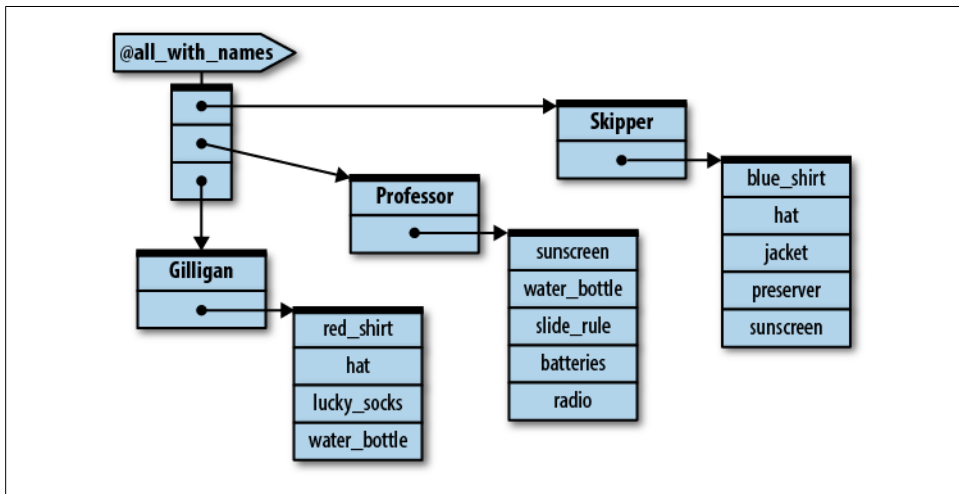 @all_with_names
Skipper
blue_shirt
hat
jacket
preserver
sunscreen
Professor
sunscreen
water_bottle
slide_rule
batteries
radio
Gilligan
red_shirt
hat
lucky_socks
water_bottle